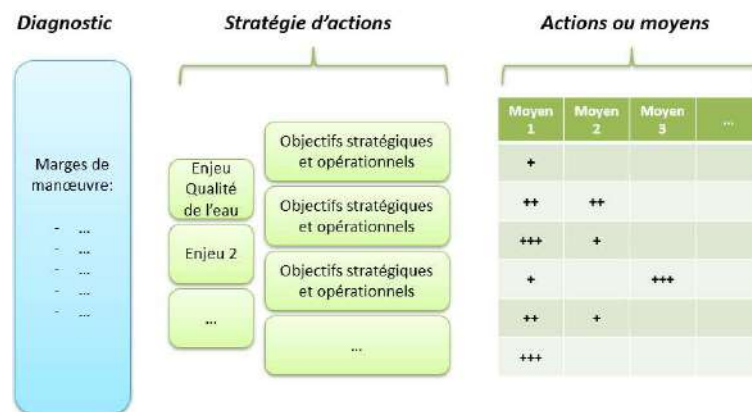 Diagnostic
Stratégie d'actions
Actions ou moyens
Marges de
manœuvre:
- ...
- ...
- ...
- ...
- ...
Enjeu
Qualité
de l'eau
Enjeu 2
...
Objectifs stratégiques
et opérationnels
Objectifs stratégiques
et opérationnels
Objectifs stratégiques
et opérationnels
...
Moyen 1 Moyen 2 Moyen 3 ...
+
++ ++
+++ +
+ +++
++ +
+++